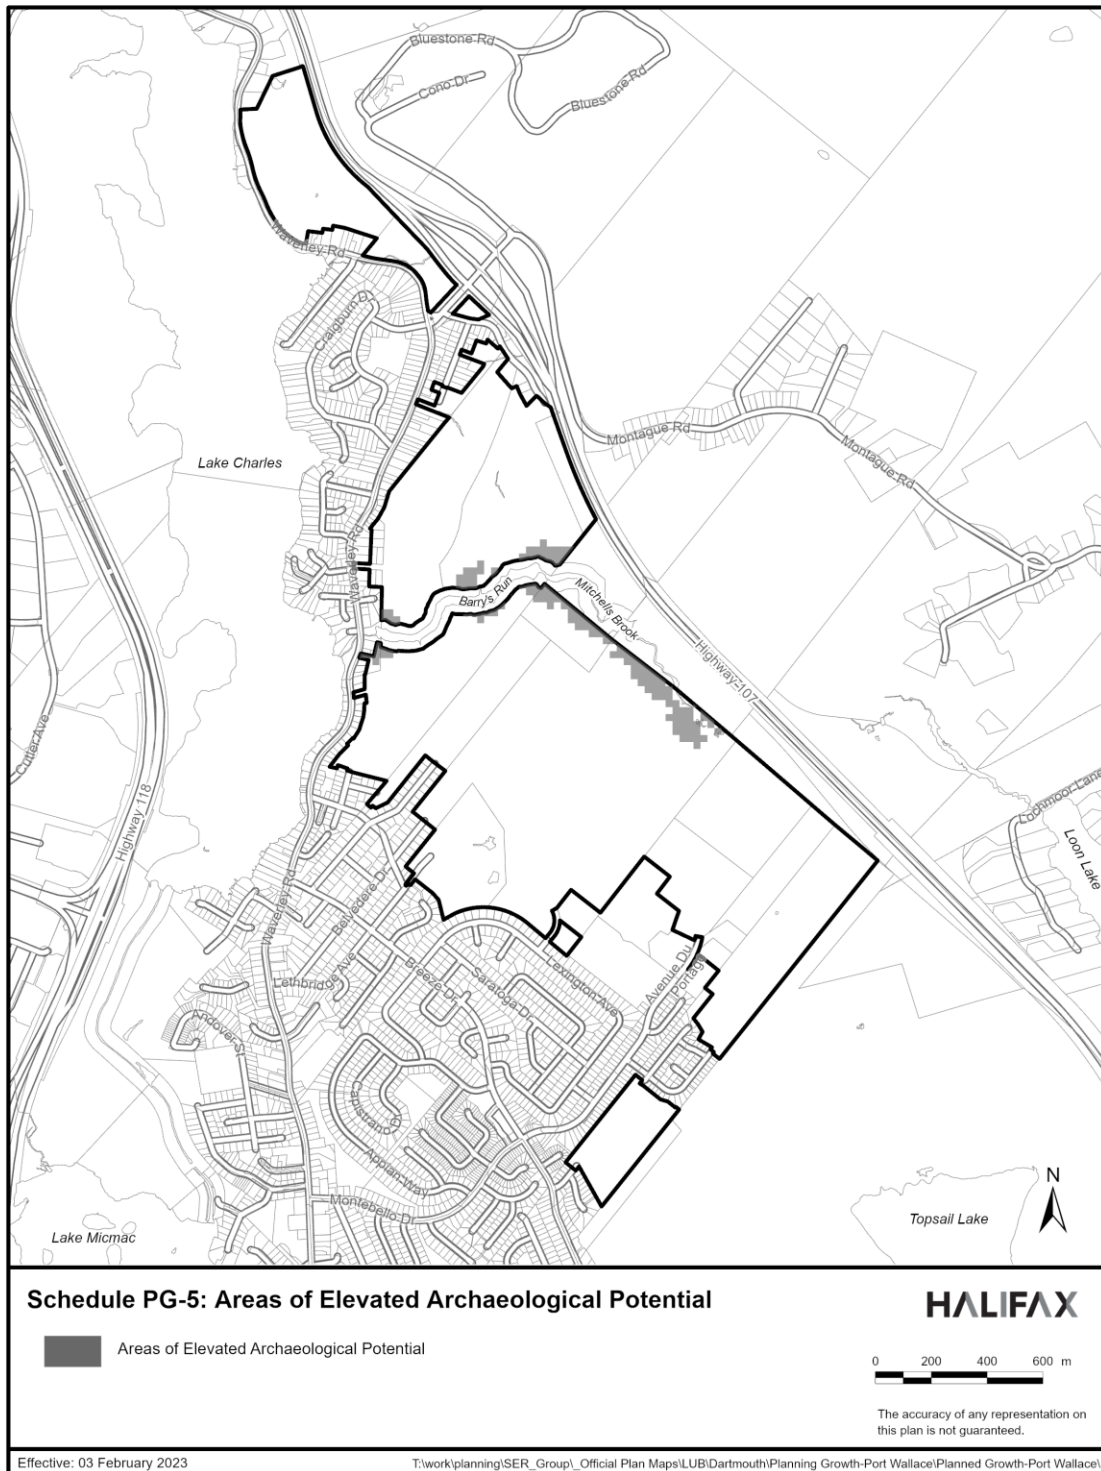 Bluestone Rd
Cono Dr
Bluestone Rd
Waverley Rd
Craigburn Dr
Montague Rd
Montague Rd
Lake Charles
Waverley Rd
Barry's Run
Mitchells Brook
Highway 107
Cutler Ave
Highway 118
Lochmoor Lane
Loon Lake
Waverley Rd
Belvedere Dr
Lethbridge Ave
Breeze Dr
Saratoga Dr
Lexington Ave
Avenue Du
Portage
Andover St
Capistrano Dr
Appian Way
Montebello Dr
Lake Micmac
Topsail Lake
N
Schedule PG-5: Areas of Elevated Archaeological Potential
HALIFAX
Areas of Elevated Archaeological Potential
0 200 400 600 m
The accuracy of any representation on
this plan is not guaranteed.
Effective: 03 February 2023
T:\work\planning\SER_Group\_Official Plan Maps\LUB\Dartmouth\Planning Growth-Port Wallace\Planned Growth-Port Wallace\